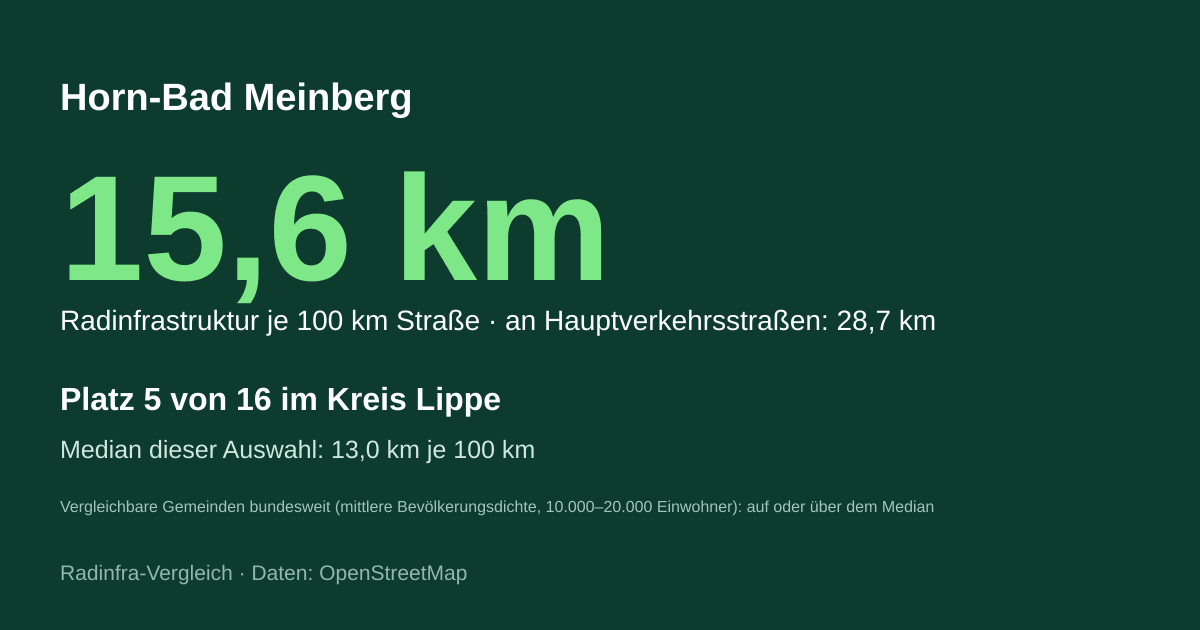 Horn-Bad Meinberg
15,6 km
Radinfrastruktur je 100 km Straße · an Hauptverkehrsstraßen: 28,7 km
Platz 5 von 16 im Kreis Lippe
Median dieser Auswahl: 13,0 km je 100 km
Vergleichbare Gemeinden bundesweit (mittlere Bevölkerungsdichte, 10.000–20.000 Einwohner): auf oder über dem Median
Radinfra-Vergleich · Daten: OpenStreetMap